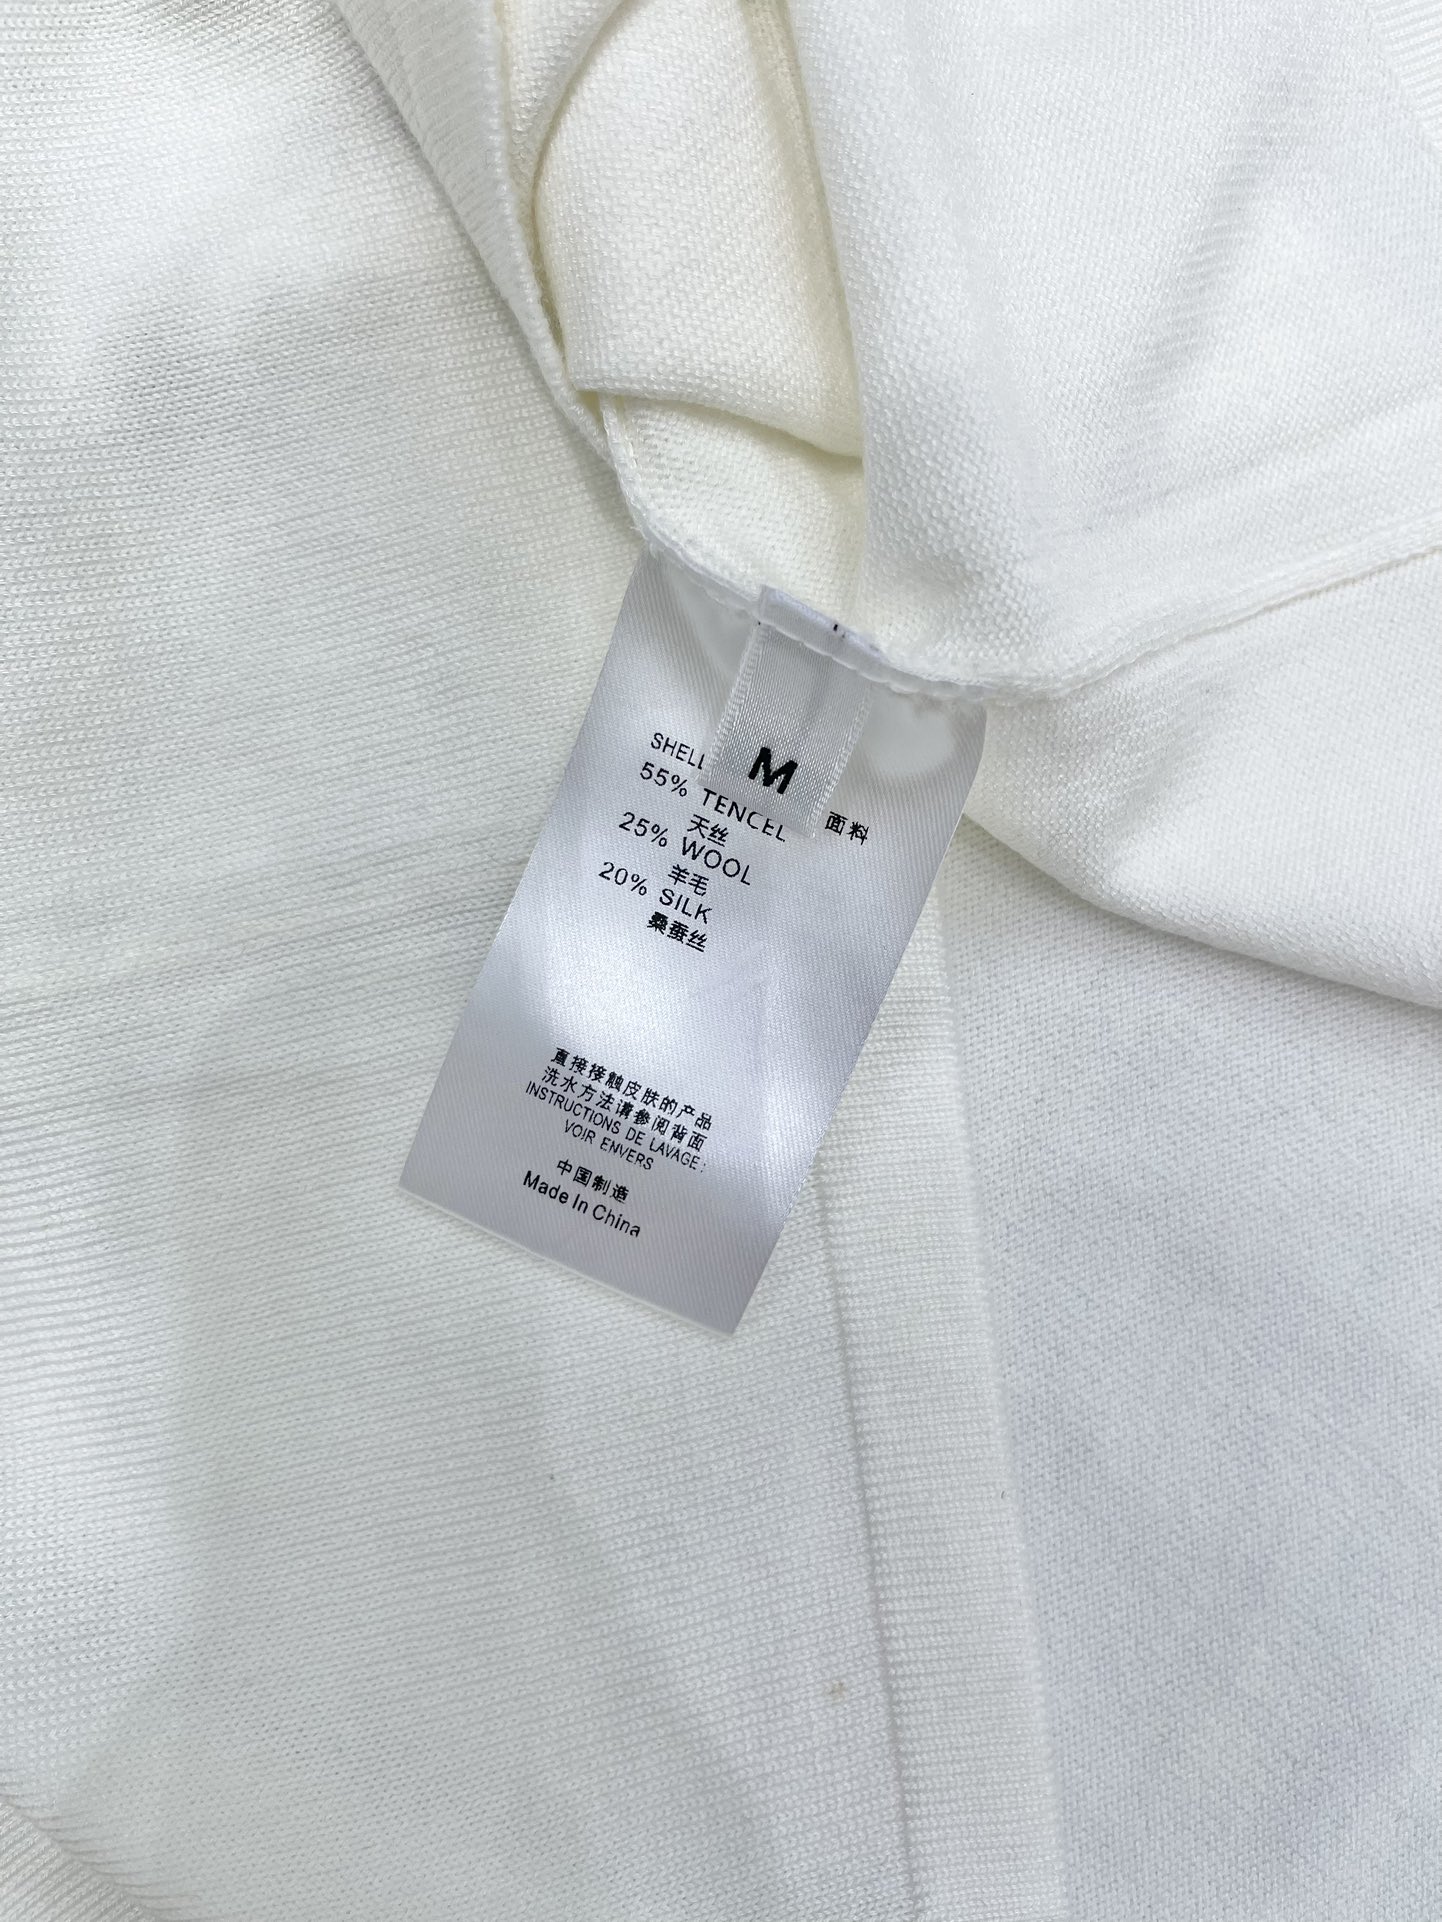 M
SHELL 面料
55% TENCEL
天丝
25% WOOL
羊毛
20% SILK
桑蚕丝
直接接触皮肤的产品
洗水方法请参阅背面
INSTRUCTIONS DE LAVAGE:
VOIR ENVERS
中国制造
Made In China